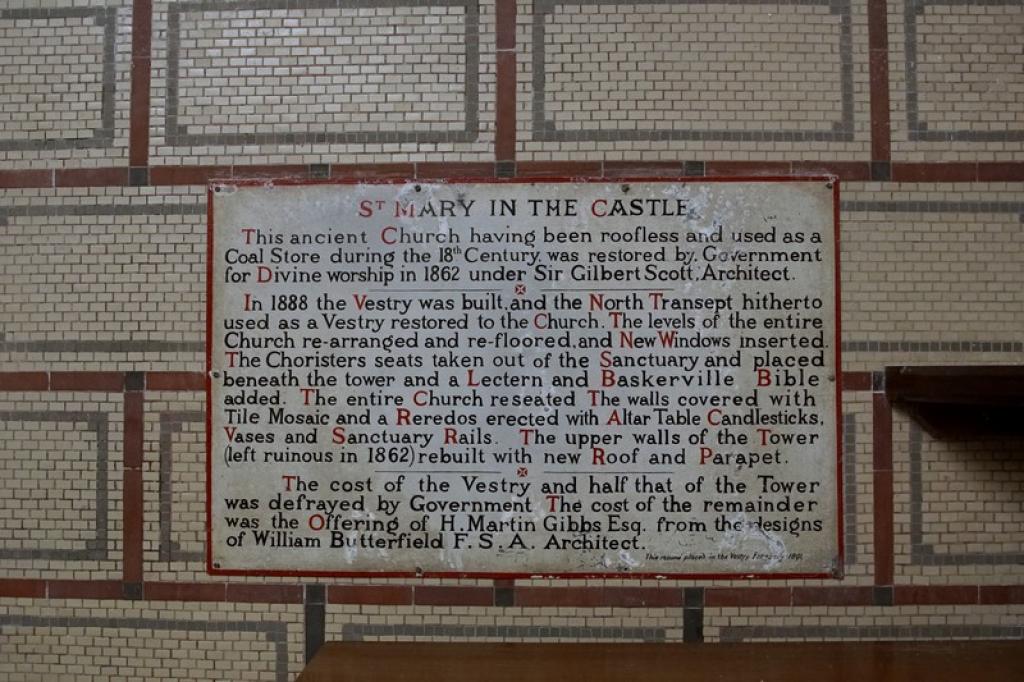 ST MARY IN THE CASTLE
This ancient Church having been roofless and used as a
Coal Store during the 18th Century, was restored by Government
for Divine worship in 1862 under Sir Gilbert Scott, Architect.
In 1888 the Vestry was built, and the North Transept hitherto
used as a Vestry restored to the Church. The levels of the entire
Church re-arranged and re-floored, and New Windows inserted.
The Choristers seats taken out of the Sanctuary and placed
beneath the tower and a Lectern and Baskerville Bible
added. The entire Church reseated The walls covered with
Tile Mosaic and a Reredos erected with Altar Table Candlesticks,
Vases and Sanctuary Rails. The upper walls of the Tower
(left ruinous in 1862) rebuilt with new Roof and Parapet.
The cost of the Vestry and half that of the Tower
was defrayed by Government The cost of the remainder
was the Offering of H. Martin Gibbs Esq. from the designs
of William Butterfield F. S. A. Architect.
This record placed in the Vestry